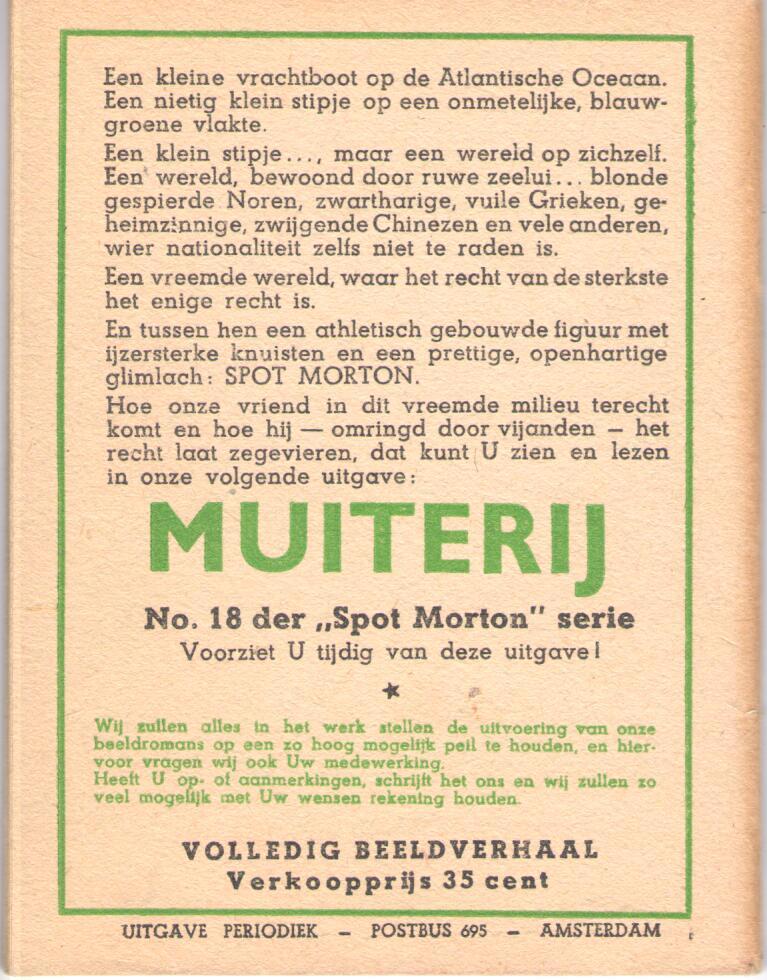 Een kleine vrachtboot op de Atlantische Oceaan.
Een nietig klein stipje op een onmetelijke, blauw-
groene vlakte.
Een klein stipje..., maar een wereld op zichzelf.
Een wereld, bewoond door ruwe zeelui... blonde
gespierde Noren, zwartharige, vuile Grieken, ge-
heimzinnige, zwijgende Chinezen en vele anderen,
wier nationaliteit zelfs niet te raden is.
Een vreemde wereld, waar het recht van de sterkste
het enige recht is.
En tussen hen een athletisch gebouwde figuur met
ijzersterke knuisten en een prettige, openhartige
glimlach: SPOT MORTON.
Hoe onze vriend in dit vreemde milieu terecht
komt en hoe hij — omringd door vijanden — het
recht laat zegevieren, dat kunt U zien en lezen
in onze volgende uitgave:
MUITERIJ
No. 18 der „Spot Morton" serie
Voorziet U tijdig van deze uitgave!
Wij zullen alles in het werk stellen de uitvoering van onze
beeldromans op een zo hoog mogelijk peil te houden, en hier-
voor vragen wij ook Uw medewerking.
Heeft U op- of aanmerkingen, schrijft het ons en wij zullen zo
veel mogelijk met Uw wensen rekening houden.
VOLLEDIG BEELDVERHAAL
Verkoopprijs 35 cent
UITGAVE PERIODIEK — POSTBUS 695 — AMSTERDAM